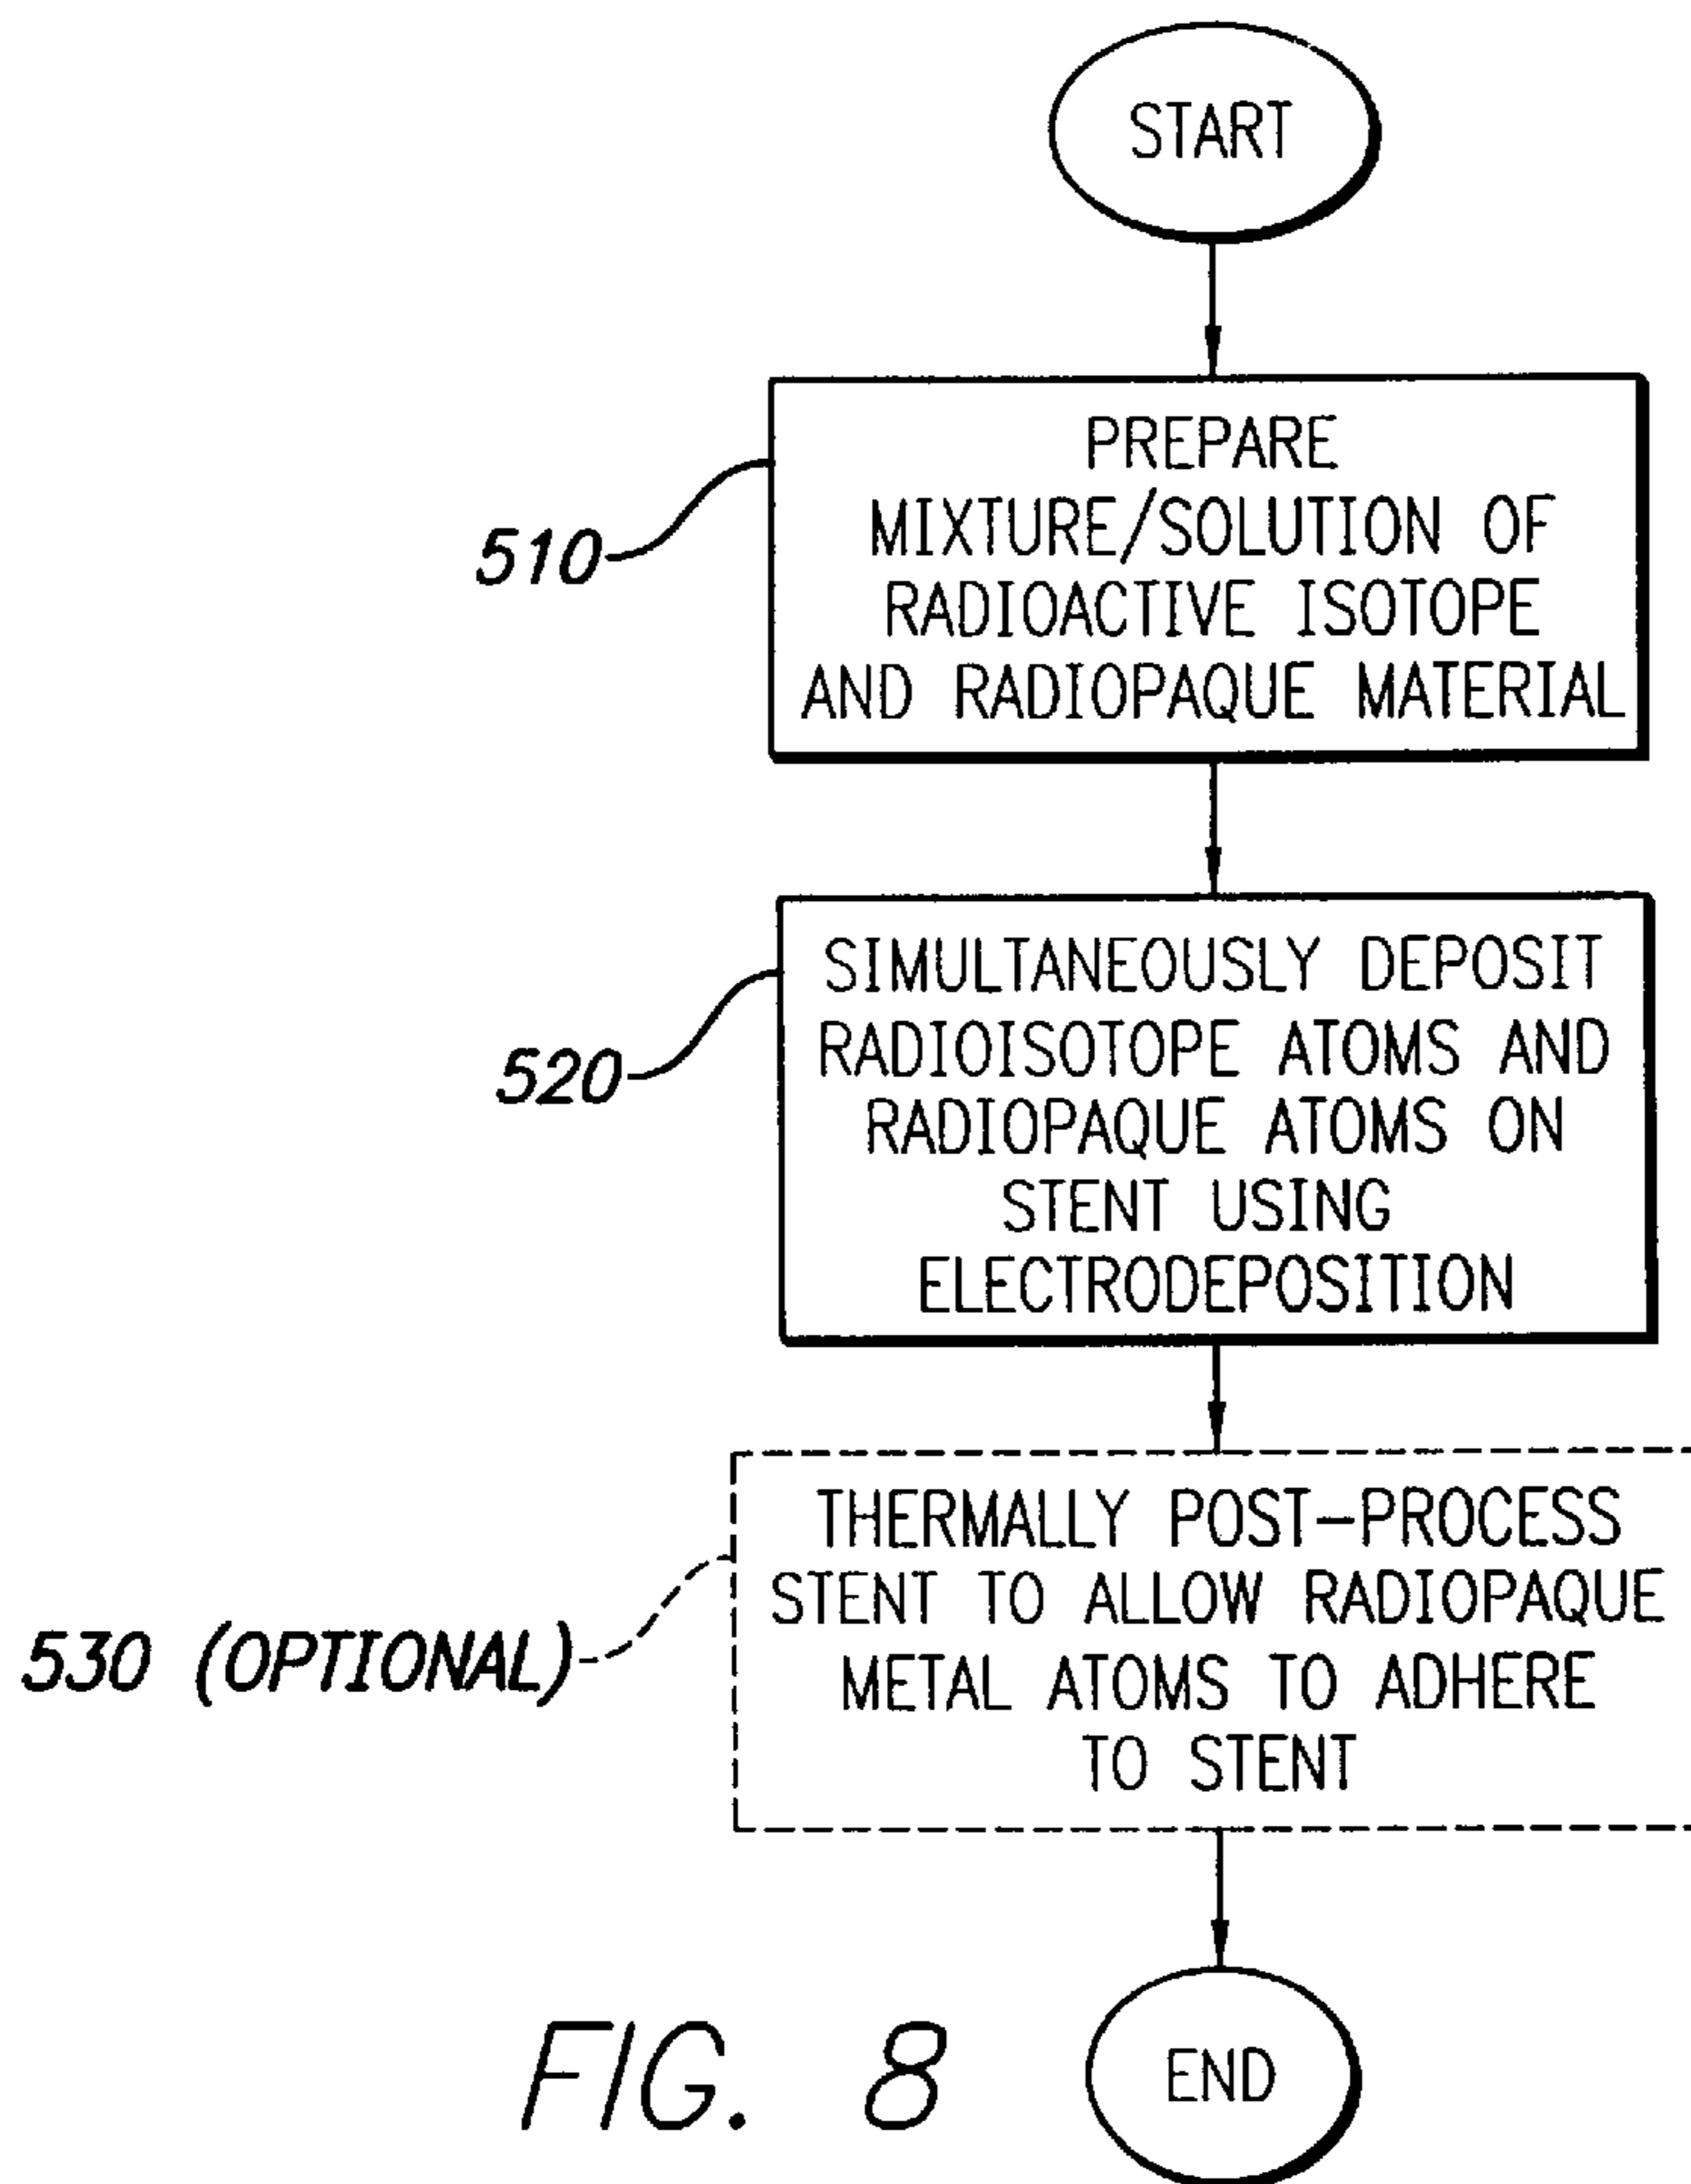 START
PREPARE
MIXTURE/SOLUTION OF
RADIOACTIVE ISOTOPE
AND RADIOPAQUE MATERIAL
510
SIMULTANEOUSLY DEPOSIT
RADIOISOTOPE ATOMS AND
RADIOPAQUE ATOMS ON
STENT USING
ELECTRODEPOSITION
520
THERMALLY POST-PROCESS
STENT TO ALLOW RADIOPAQUE
METAL ATOMS TO ADHERE
TO STENT
530 (OPTIONAL)
END
FIG. 8